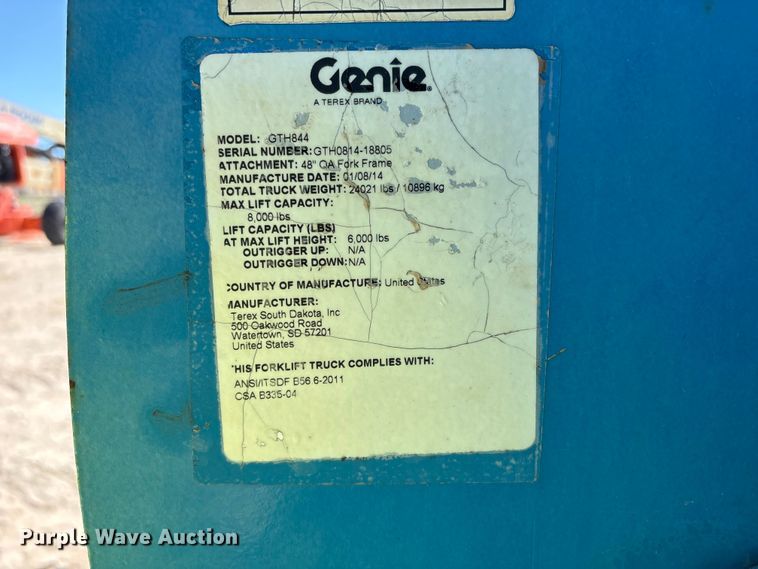 Genie
A TEREX BRAND
MODEL: GTH844
SERIAL NUMBER: GTH0814-18805
ATTACHMENT: 48" QA Fork Frame
MANUFACTURE DATE: 01/08/14
TOTAL TRUCK WEIGHT: 24021 lbs / 10896 kg
MAX LIFT CAPACITY:
8,000 lbs
LIFT CAPACITY (LBS)
AT MAX LIFT HEIGHT: 6,000 lbs
OUTRIGGER UP: N/A
OUTRIGGER DOWN: N/A
COUNTRY OF MANUFACTURE: United States
MANUFACTURER:
Terex South Dakota, Inc
500 Oakwood Road
Watertown, SD 57201
United States
THIS FORKLIFT TRUCK COMPLIES WITH:
ANSI/ITSDF B56.6-2011
CSA B335-04
Purple Wave Auction